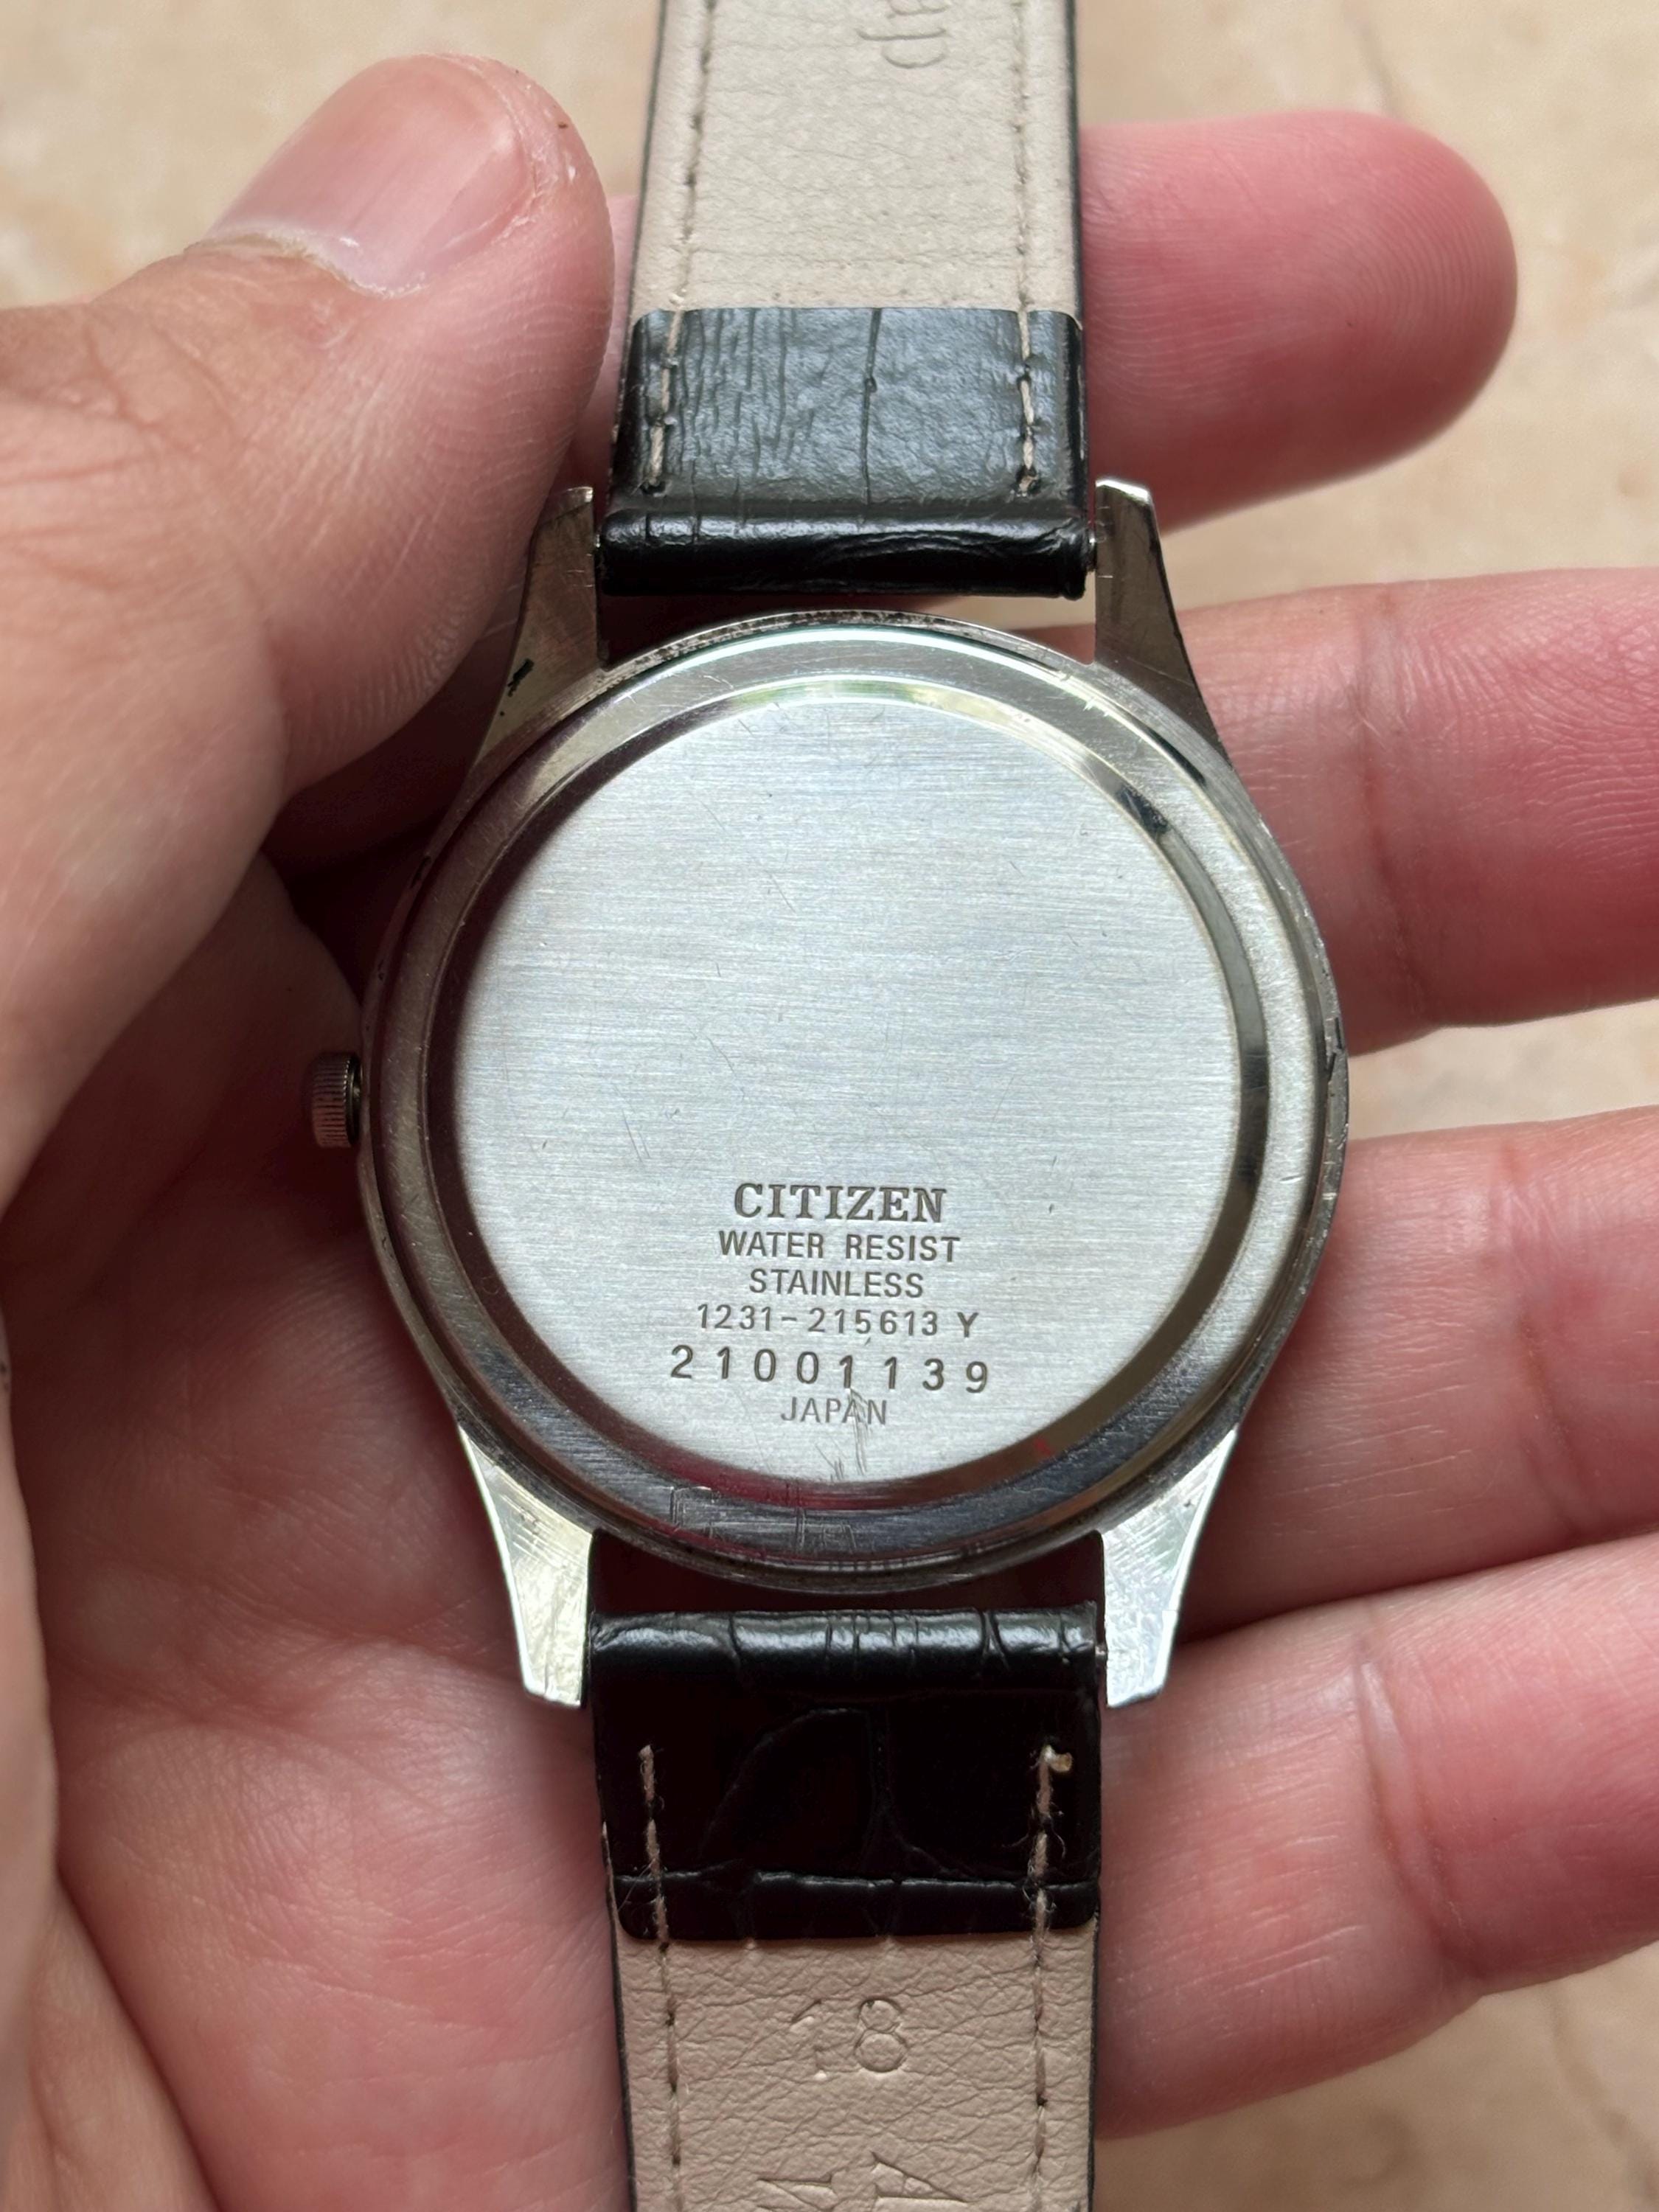 CITIZEN
WATER RESIST
STAINLESS
1231-215613 Y
21001139
JAPAN
18